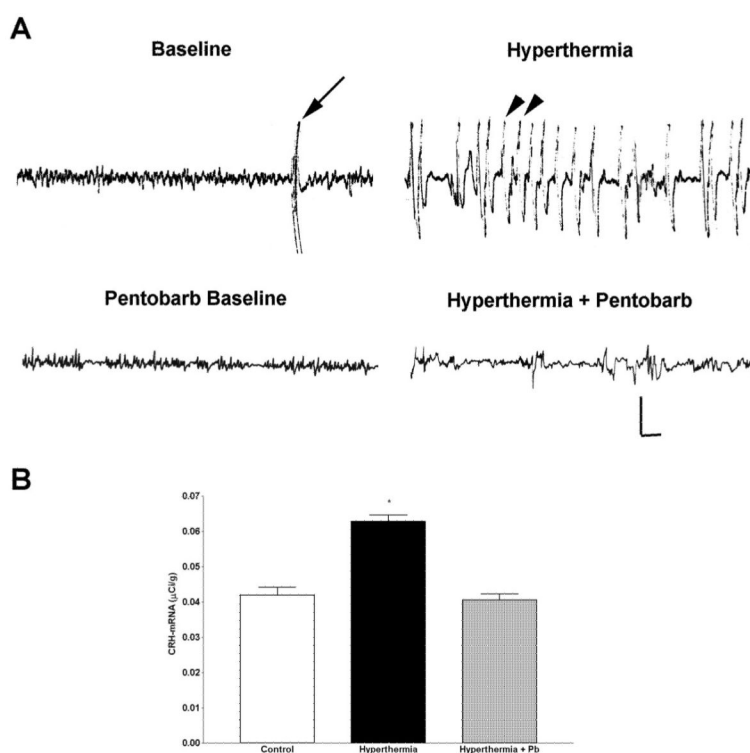 A
Baseline
Hyperthermia
Pentobarb Baseline
Hyperthermia + Pentobarb
B
CRH-mRNA (µCi/g)
0.07
*
0.06
0.05
0.04
0.03
0.02
0.01
0.00
Control
Hyperthermia
Hyperthermia + Pb